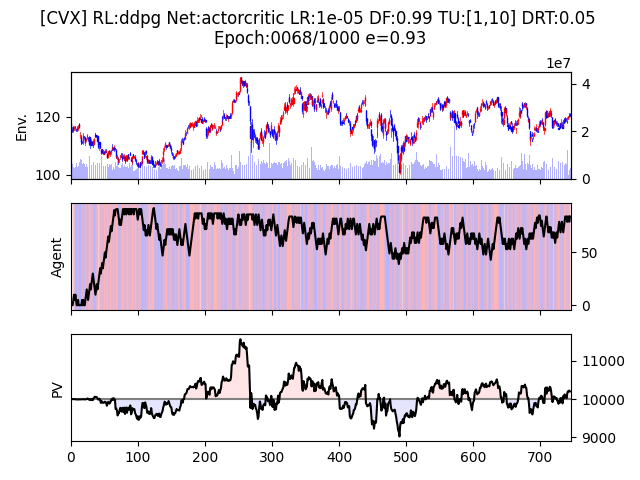 [CVX] RL:ddpg Net:actorcritic LR:1e-05 DF:0.99 TU:[1,10] DRT:0.05
Epoch:0068/1000 e=0.93
1e7
Env.
120
100
4
2
0
Agent
50
0
PV
11000
10000
9000
0 100 200 300 400 500 600 700